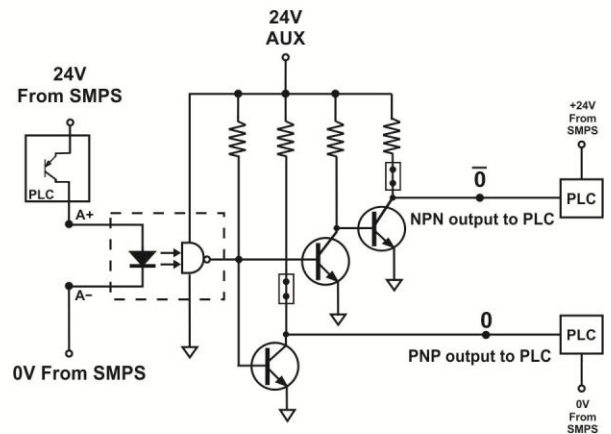 24V
AUX
24V
From SMPS
PLC
A+
A−
0V From SMPS
+24V
From
SMPS
0
PLC
NPN output to PLC
0
PLC
PNP output to PLC
0V
From
SMPS